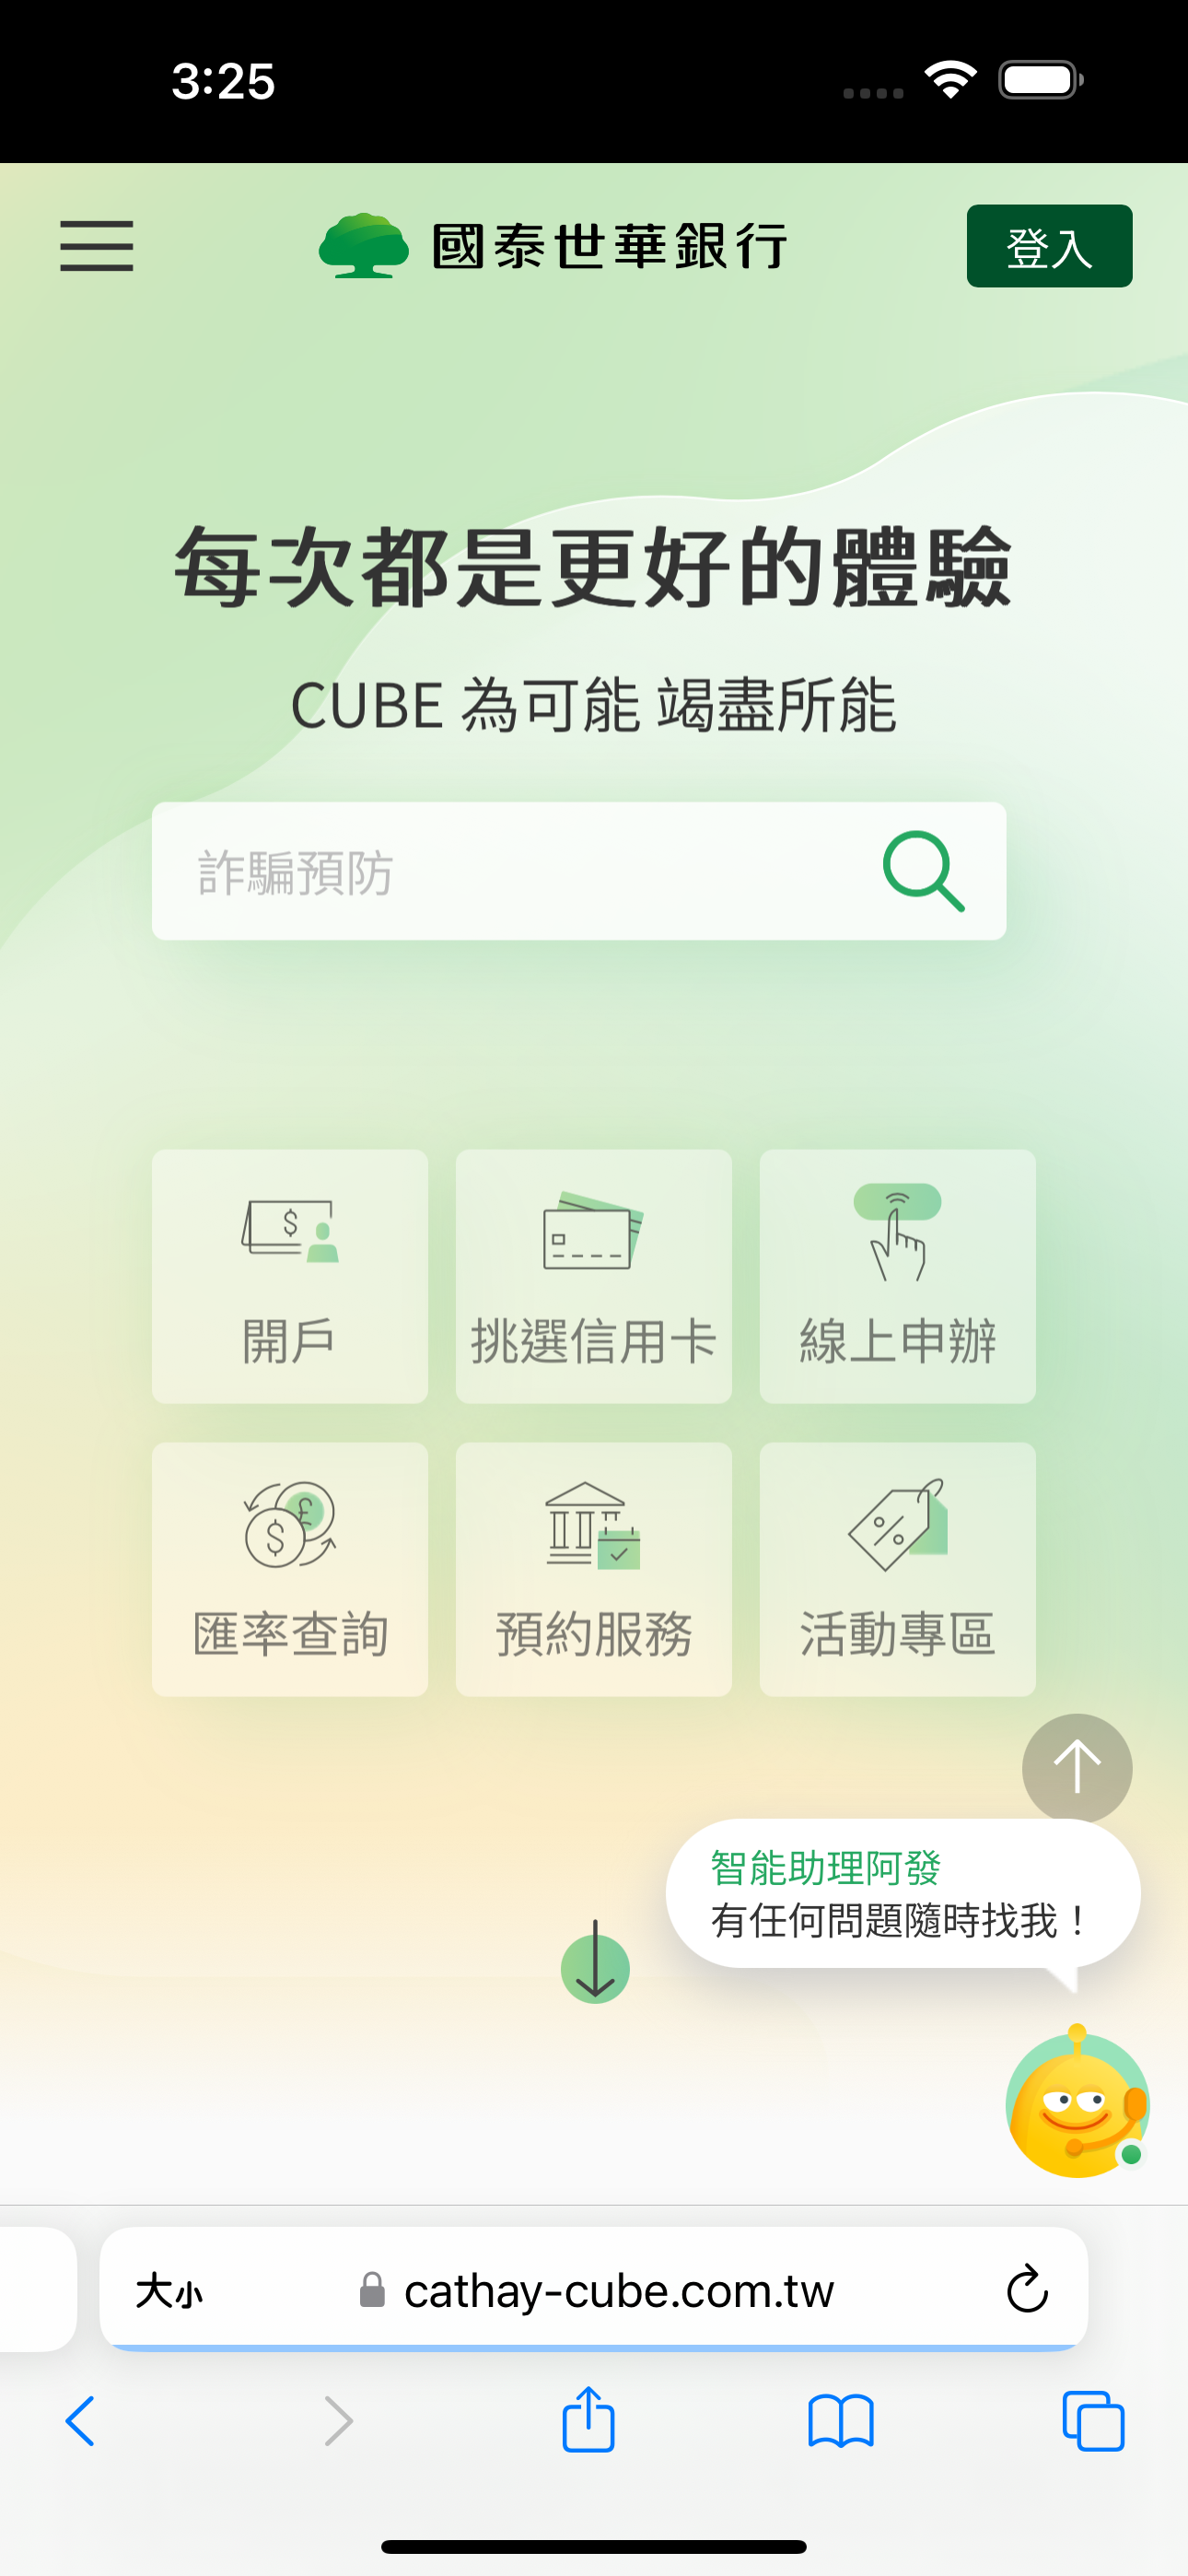 3:25
國泰世華銀行
登入
每次都是更好的體驗
CUBE 為可能 竭盡所能
詐騙預防
開戶
挑選信用卡
線上申辦
匯率查詢
預約服務
活動專區
智能助理阿發
有任何問題隨時找我！
大小
cathay-cube.com.tw